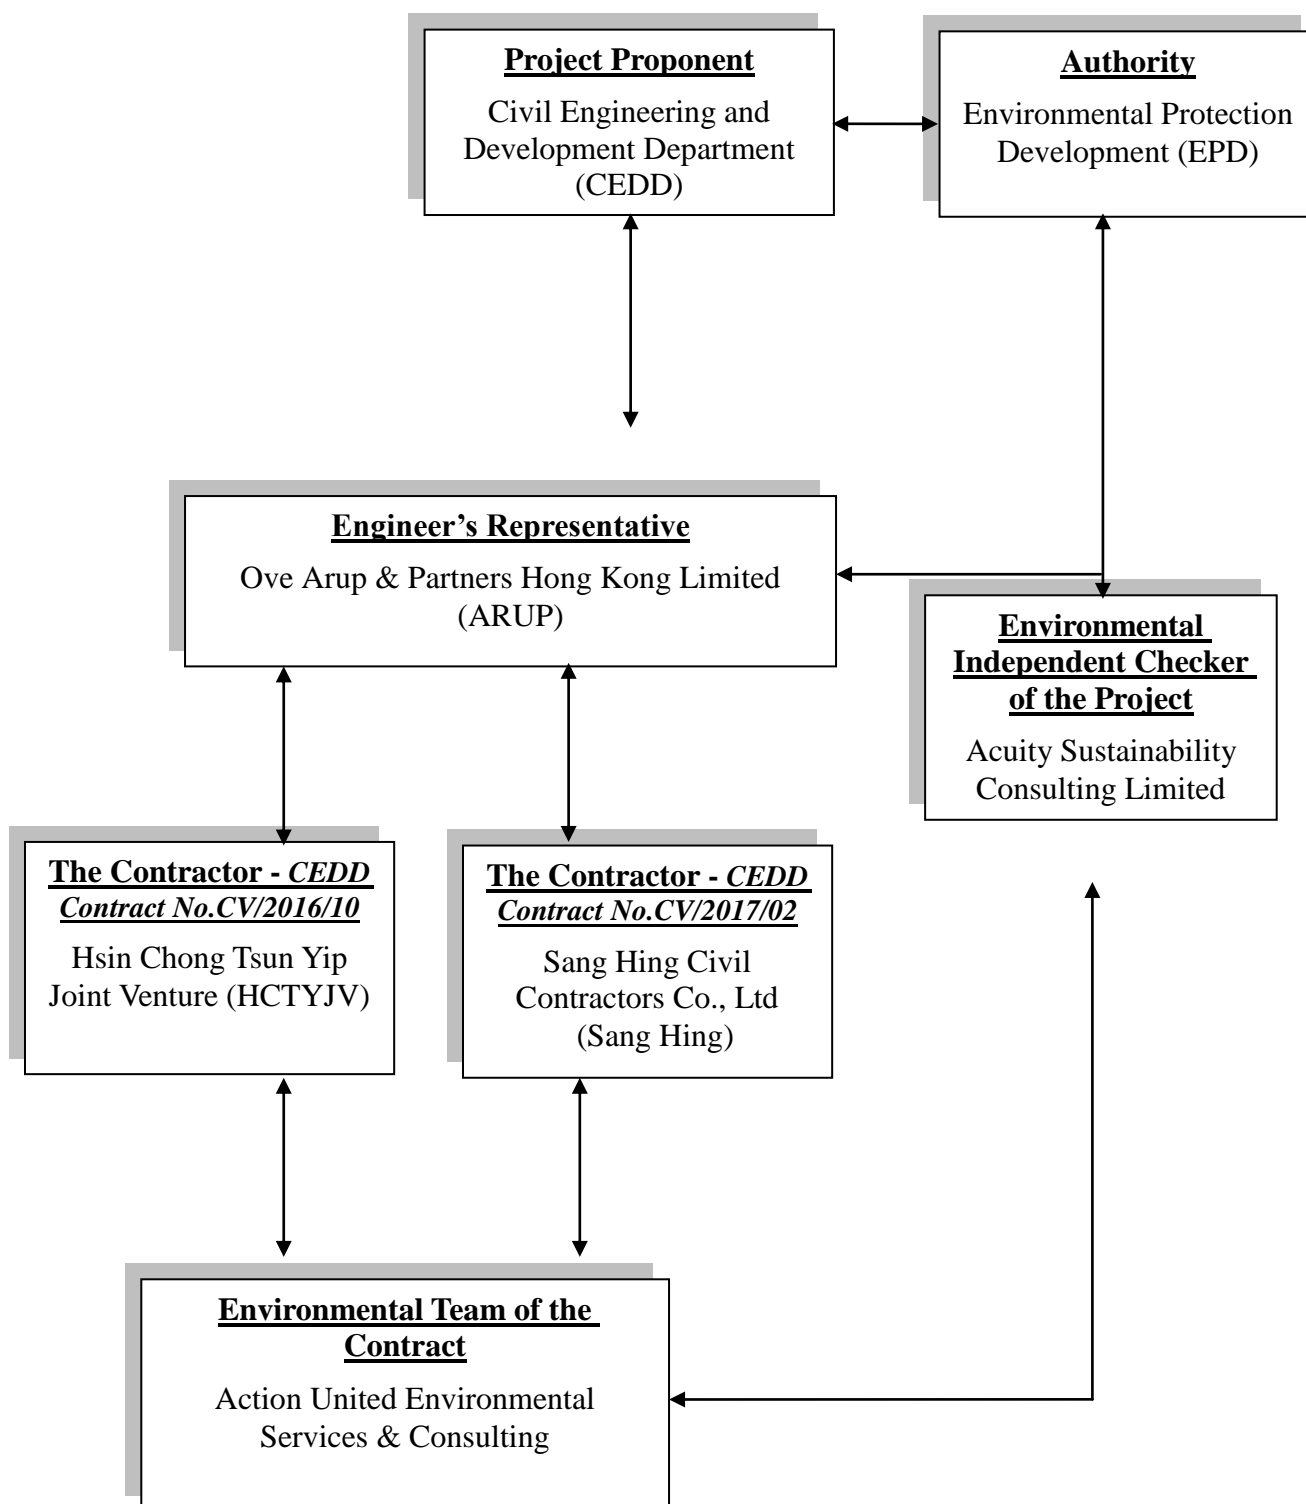 Project Proponent
Civil Engineering and
Development Department
(CEDD)
Authority
Environmental Protection
Development (EPD)
Engineer’s Representative
Ove Arup & Partners Hong Kong Limited
(ARUP)
Environmental
Independent Checker
of the Project
Acuity Sustainability
Consulting Limited
The Contractor - CEDD
Contract No.CV/2016/10
Hsin Chong Tsun Yip
Joint Venture (HCTYJV)
The Contractor - CEDD
Contract No.CV/2017/02
Sang Hing Civil
Contractors Co., Ltd
(Sang Hing)
Environmental Team of the
Contract
Action United Environmental
Services & Consulting